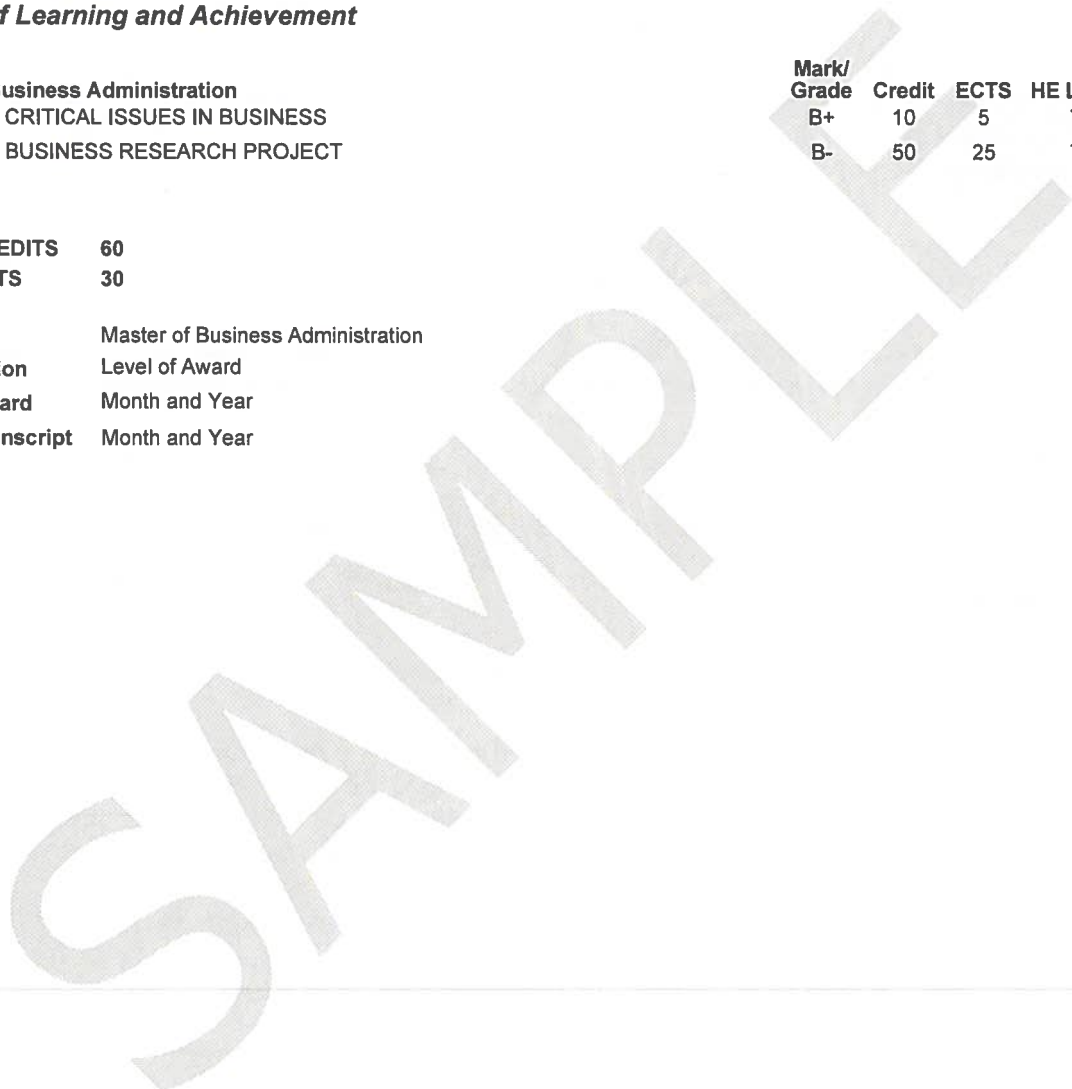 f Learning and Achievement
Mark/
usiness Administration Grade Credit ECTS HE L
CRITICAL ISSUES IN BUSINESS B+ 10 5
BUSINESS RESEARCH PROJECT B- 50 25
EDITS 60
TS 30
Master of Business Administration
ion Level of Award
ard Month and Year
nscript Month and Year
SAMPLE